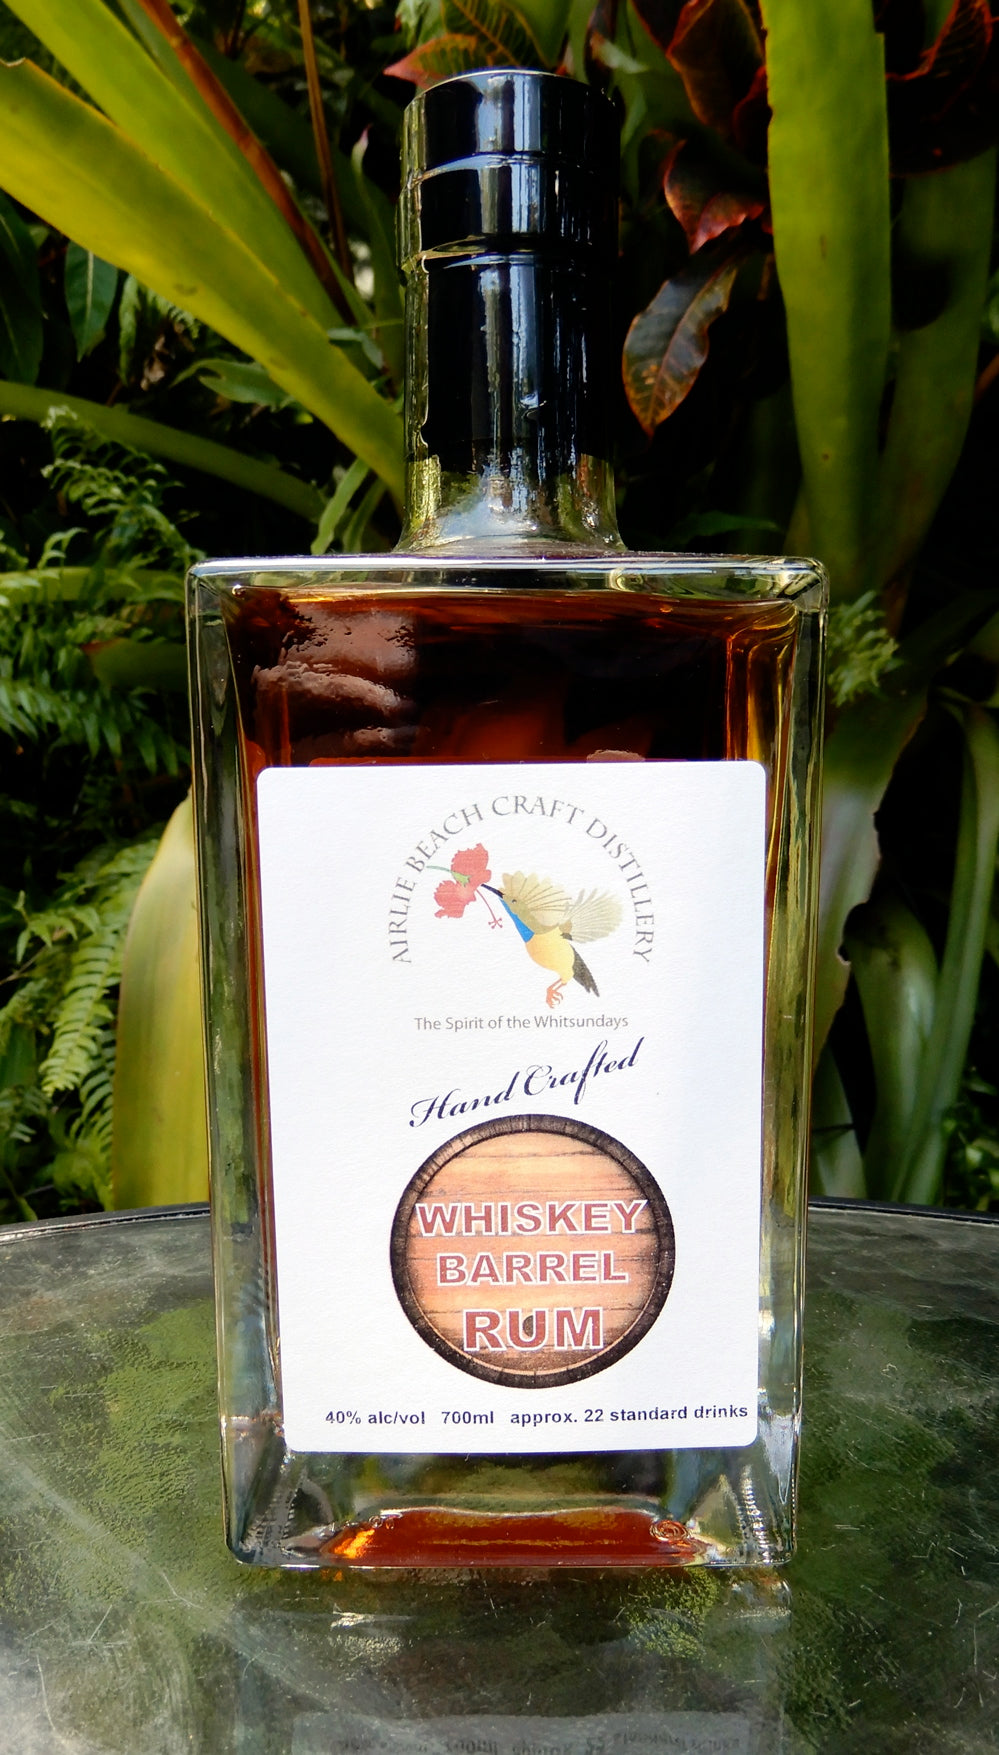 AIRLIE BEACH CRAFT DISTILLERY
The Spirit of the Whitsundays
Hand Crafted
WHISKEY
BARREL
RUM
40% alc/vol 700ml approx. 22 standard drinks